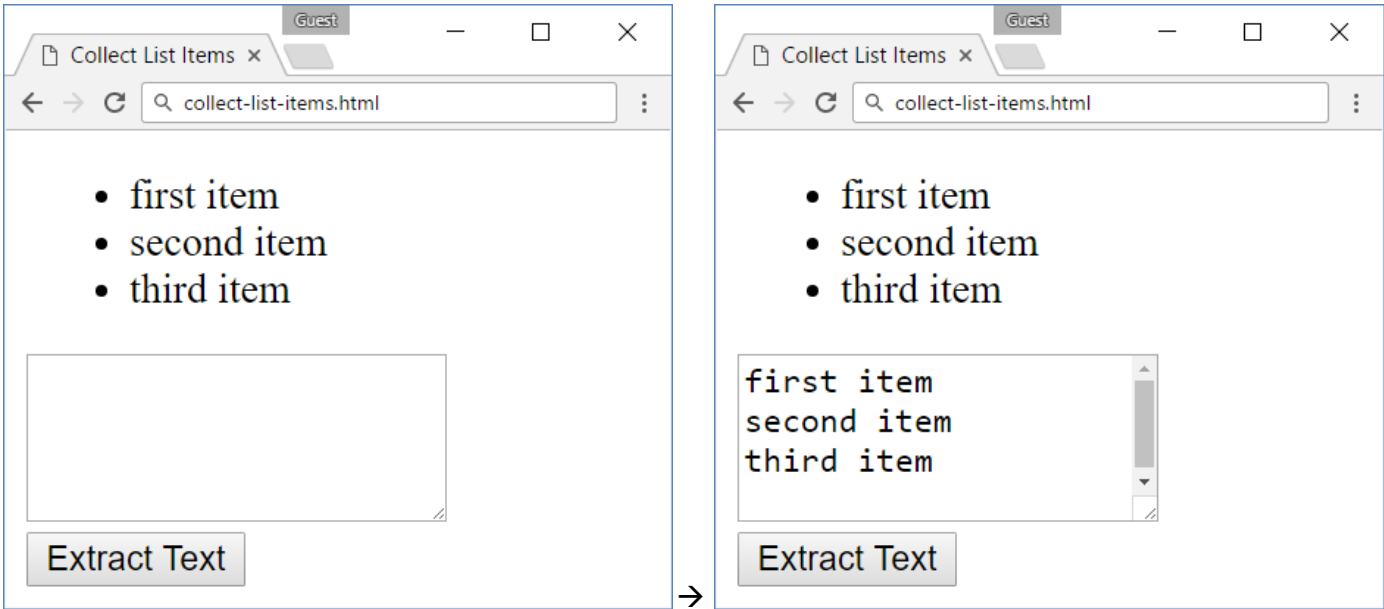 Guest
Collect List Items
collect-list-items.html
• first item
• second item
• third item
Extract Text
→
Guest
Collect List Items
collect-list-items.html
• first item
• second item
• third item
first item
second item
third item
Extract Text